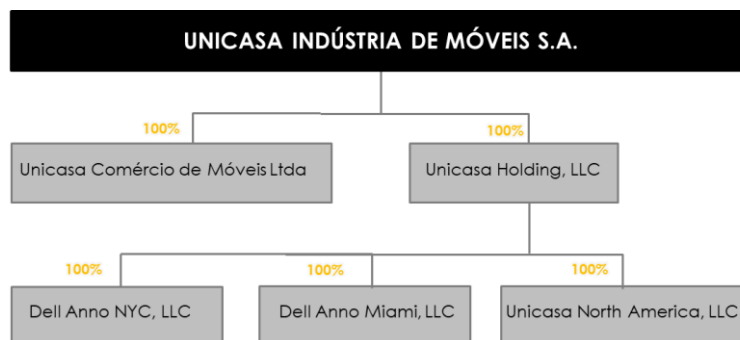 UNICASA INDÚSTRIA DE MÓVEIS S.A.
100%
100%
Unicasa Comércio de Móveis Ltda
Unicasa Holding, LLC
100%
100%
100%
Dell Anno NYC, LLC
Dell Anno Miami, LLC
Unicasa North America, LLC